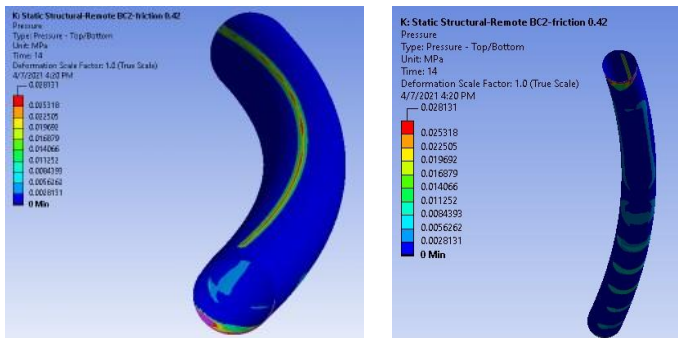 K: Static Structural-Remote BC2-friction 0.42
Pressure
Type: Pressure - Top/Bottom
Unit: MPa
Time: 14
Deformation Scale Factor: 1.0 (True Scale)
4/7/2021 4:20 PM
0.028131
0.025318
0.022505
0.019692
0.016879
0.014066
0.011252
0.0084393
0.0056262
0.0028131
0 Min
K: Static Structural-Remote BC2-friction 0.42
Pressure
Type: Pressure - Top/Bottom
Unit: MPa
Time: 14
Deformation Scale Factor: 1.0 (True Scale)
4/7/2021 4:20 PM
0.028131
0.025318
0.022505
0.019692
0.016879
0.014066
0.011252
0.0084393
0.0056262
0.0028131
0 Min